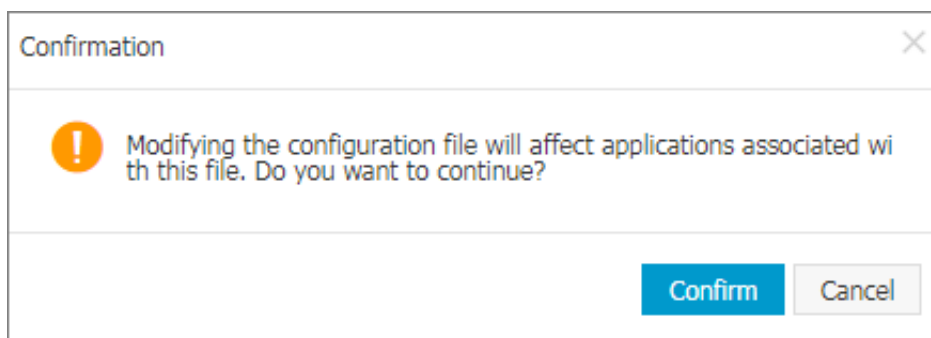 Confirmation
Modifying the configuration file will affect applications associated wi
th this file. Do you want to continue?
Confirm
Cancel